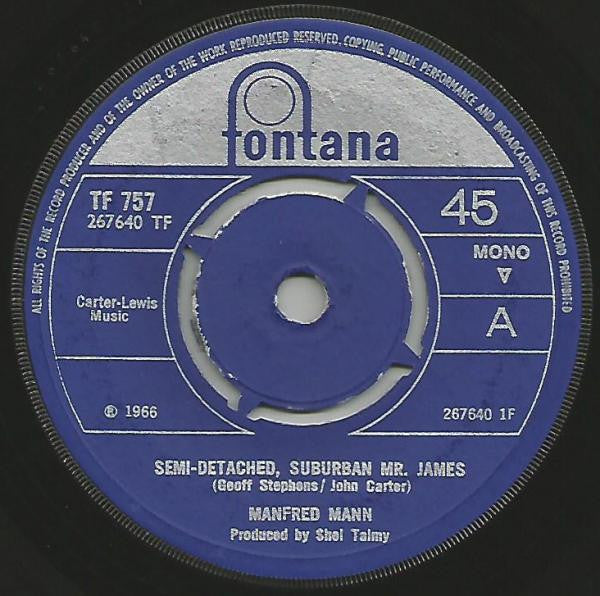 ALL RIGHTS OF THE RECORD PRODUCER AND OF THE OWNER OF THE WORK REPRODUCED RESERVED. COPYING, PUBLIC PERFORMANCE AND BROADCASTING OF THIS RECORD PROHIBITED
fontana
TF 757
267640 TF
45
MONO
A
Carter-Lewis
Music
℗ 1966
267640 1F
SEMI-DETACHED, SUBURBAN MR. JAMES
(Geoff Stephens/ John Carter)
MANFRED MANN
Produced by Shel Talmy